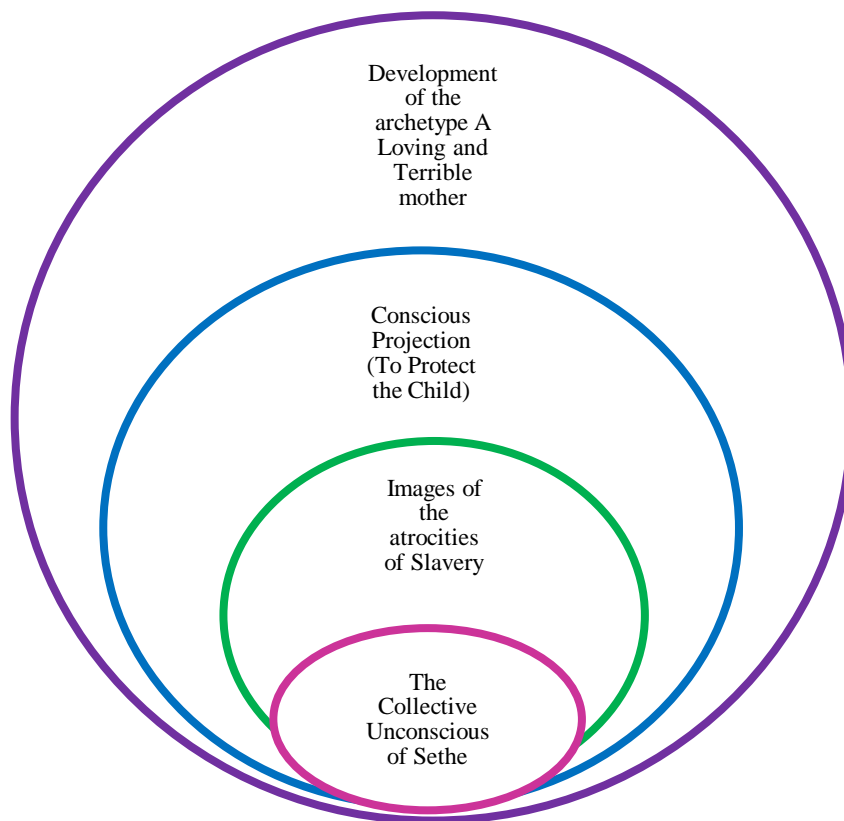 Development
of the
archetype A
Loving and
Terrible
mother
Conscious
Projection
(To Protect
the Child)
Images of
the
atrocities
of Slavery
The
Collective
Unconscious
of Sethe